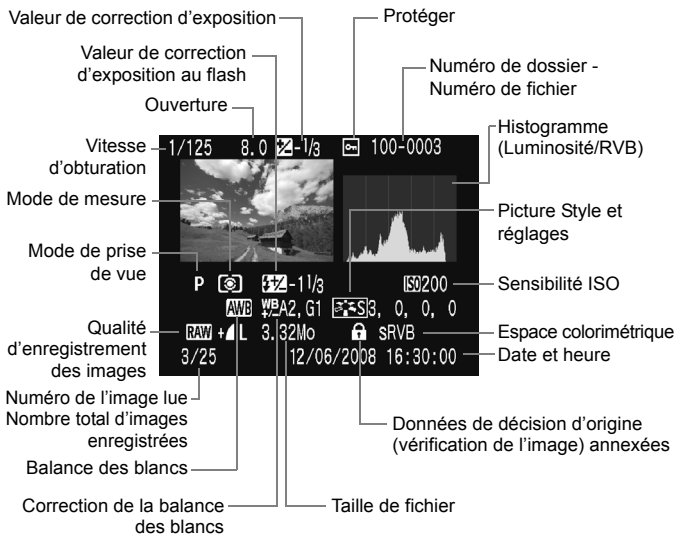 Valeur de correction d'exposition
Protéger
Valeur de correction
d'exposition au flash
Numéro de dossier -
Numéro de fichier
Ouverture
Histogramme
(Luminosité/RVB)
Vitesse
d'obturation
1/125 8.0 -1/3 100-0003
Mode de mesure
Picture Style et
réglages
Mode de prise
de vue
P -11/3 ISO200
Sensibilité ISO
AWB WB A2, G1 S3, 0, 0, 0
Qualité
d'enregistrement
des images
RAW + L 3.32Mo sRVB
Espace colorimétrique
3/25 12/06/2008 16:30:00
Date et heure
Numéro de l'image lue
Nombre total d'images
enregistrées
Données de décision d'origine
(vérification de l'image) annexées
Balance des blancs
Correction de la balance
des blancs
Taille de fichier